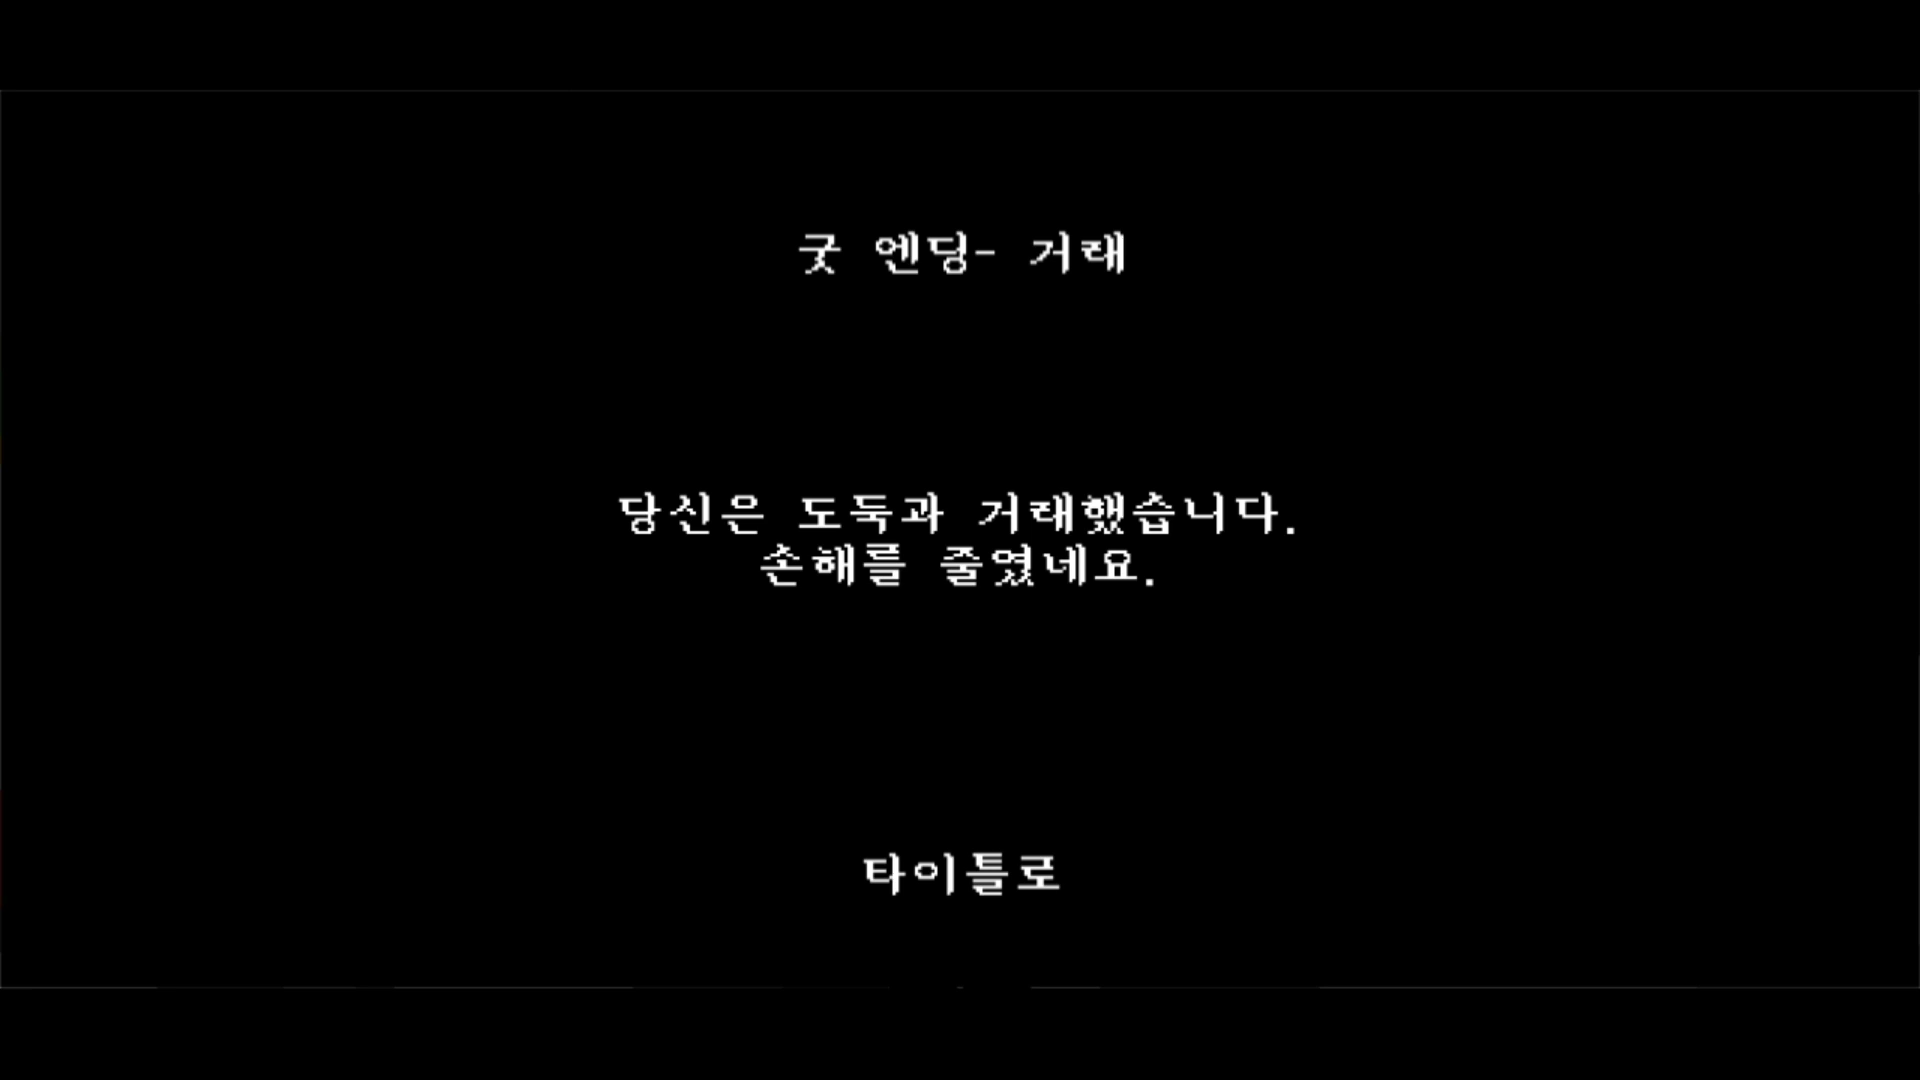 굿 엔딩- 거래
당신은 도둑과 거래했습니다.
손해를 줄였네요.
타이틀로